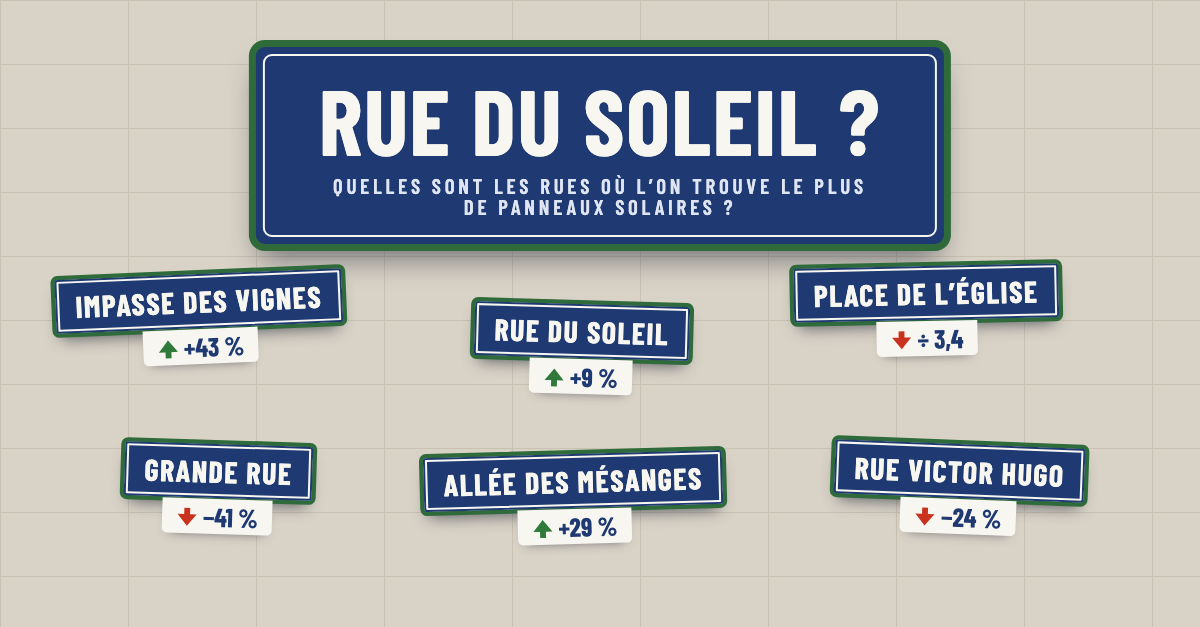 RUE DU SOLEIL ?
QUELLES SONT LES RUES OÙ L’ON TROUVE LE PLUS
DE PANNEAUX SOLAIRES ?
IMPASSE DES VIGNES
+43 %
RUE DU SOLEIL
+9 %
PLACE DE L’ÉGLISE
÷ 3,4
GRANDE RUE
−41 %
ALLÉE DES MÉSANGES
+29 %
RUE VICTOR HUGO
−24 %